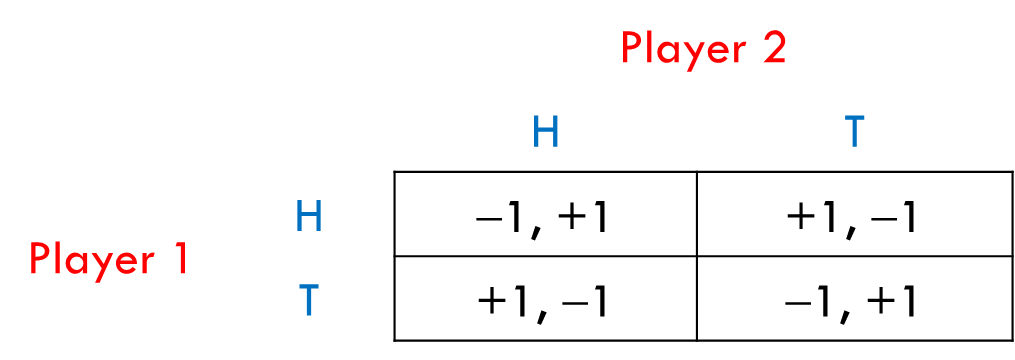 Player 2
H T
H −1, +1 +1, −1
Player 1
T +1, −1 −1, +1